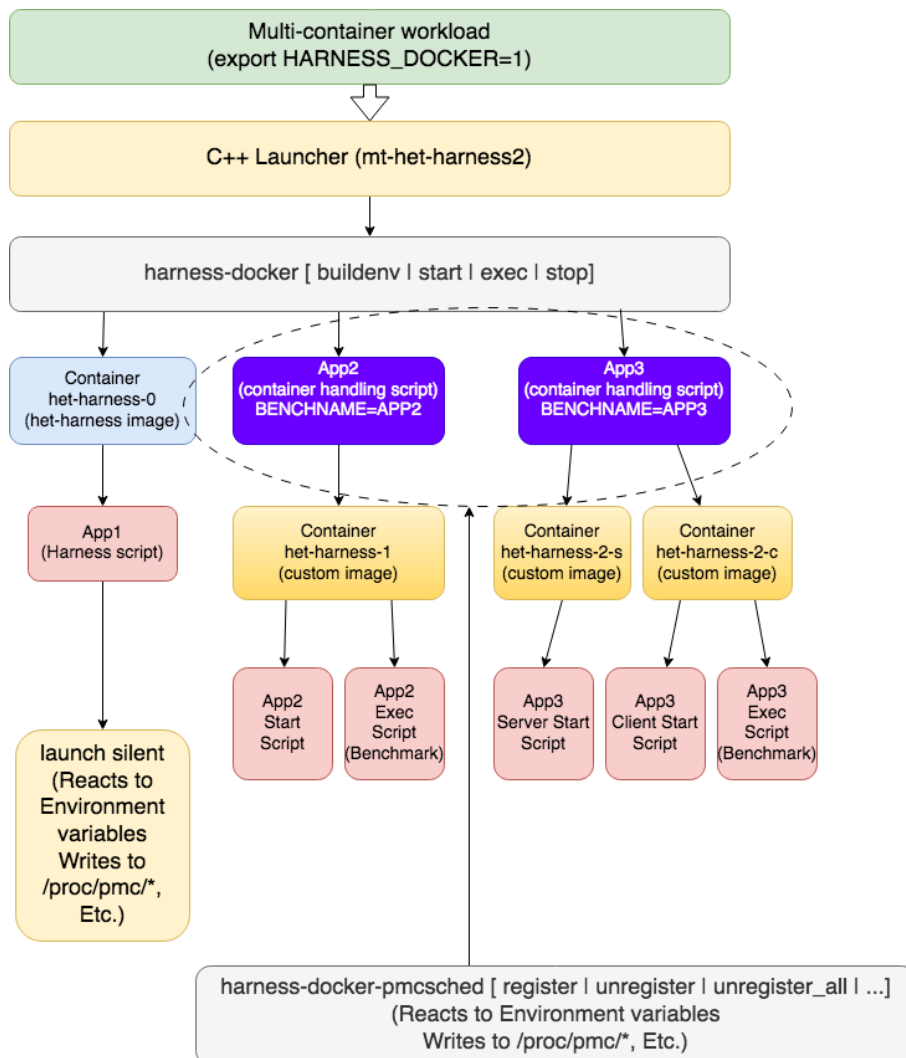 Multi-container workload
(export HARNESS_DOCKER=1)
C++ Launcher (mt-het-harness2)
harness-docker [ buildenv | start | exec | stop]
Container
het-harness-0
(het-harness image)
App2
(container handling script)
BENCHNAME=APP2
App3
(container handling script)
BENCHNAME=APP3
App1
(Harness script)
Container
het-harness-1
(custom image)
Container
het-harness-2-s
(custom image)
Container
het-harness-2-c
(custom image)
App2
Start
Script
App2
Exec
Script
(Benchmark)
App3
Server Start
Script
App3
Client Start
Script
App3
Exec
Script
(Benchmark)
launch silent
(Reacts to
Environment
variables
Writes to
/proc/pmc/*,
Etc.)
harness-docker-pmcsched [ register | unregister | unregister_all | ...]
(Reacts to Environment variables
Writes to /proc/pmc/*, Etc.)